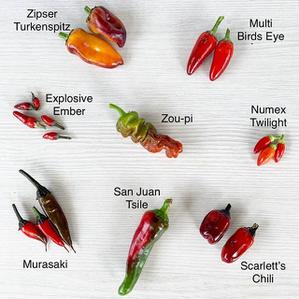 Zipser
Turkenspitz
Multi
Birds Eye
Explosive
Ember
Zou-pi
Numex
Twilight
San Juan
Tsile
Murasaki
Scarlett's
Chili